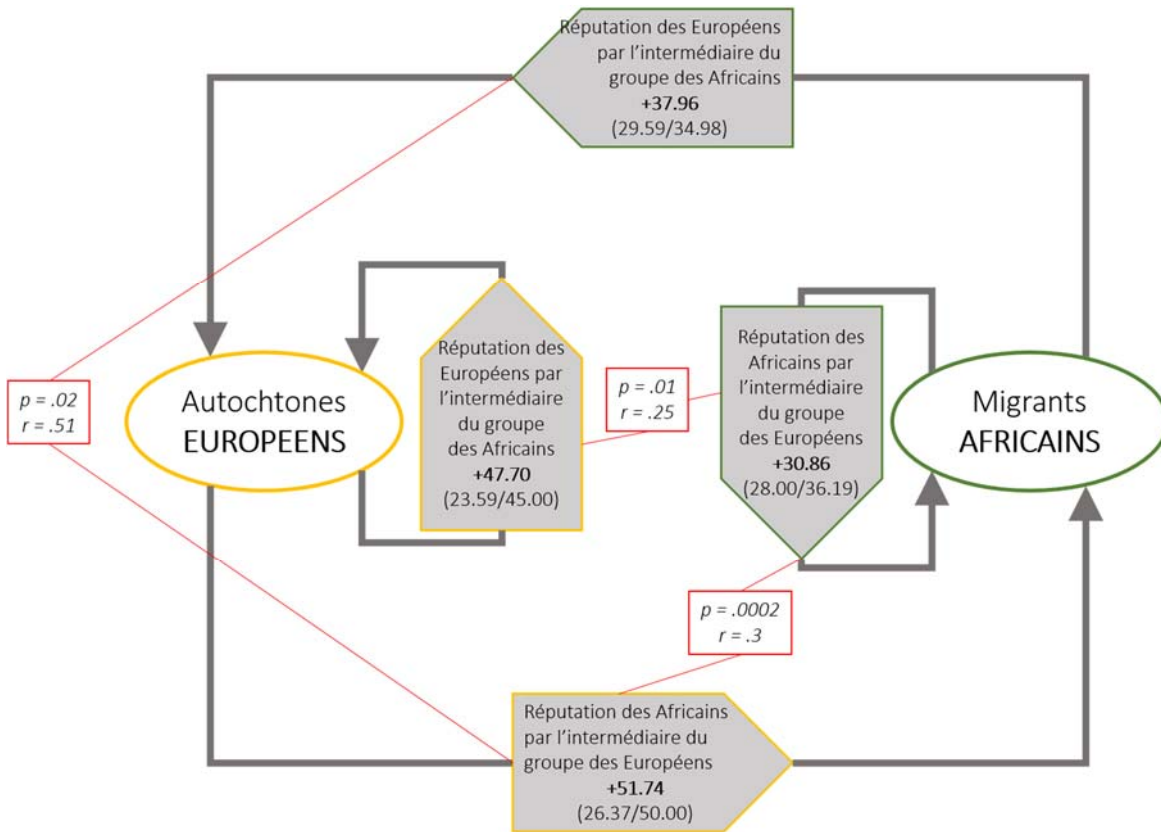 Réputation des Européens
par l’intermédiaire du
groupe des Africains
+37.96
(29.59/34.98)
p = .02
r = .51
Autochtones
EUROPEENS
Réputation des
Européens par
l’intermédiaire
du groupe
des Africains
+47.70
(23.59/45.00)
p = .01
r = .25
Réputation des
Africains par
l’intermédiaire
du groupe
des Européens
+30.86
(28.00/36.19)
Migrants
AFRICAINS
p = .0002
r = .3
Réputation des Africains
par l’intermédiaire du
groupe des Européens
+51.74
(26.37/50.00)